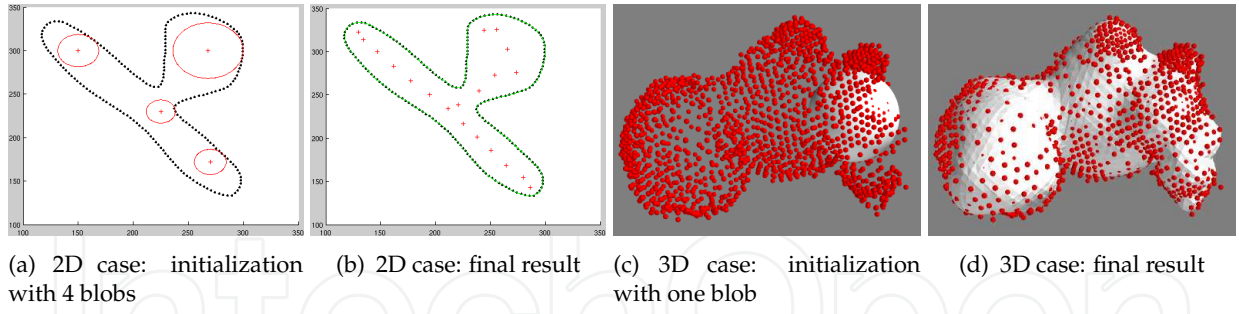 350
300
250
200
150
100
100 150 200 250 300 350
350
300
250
200
150
100
100 150 200 250 300 350
(a) 2D case: initialization
with 4 blobs
(b) 2D case: final result
(c) 3D case: initialization
with one blob
(d) 3D case: final result
IntechOpen